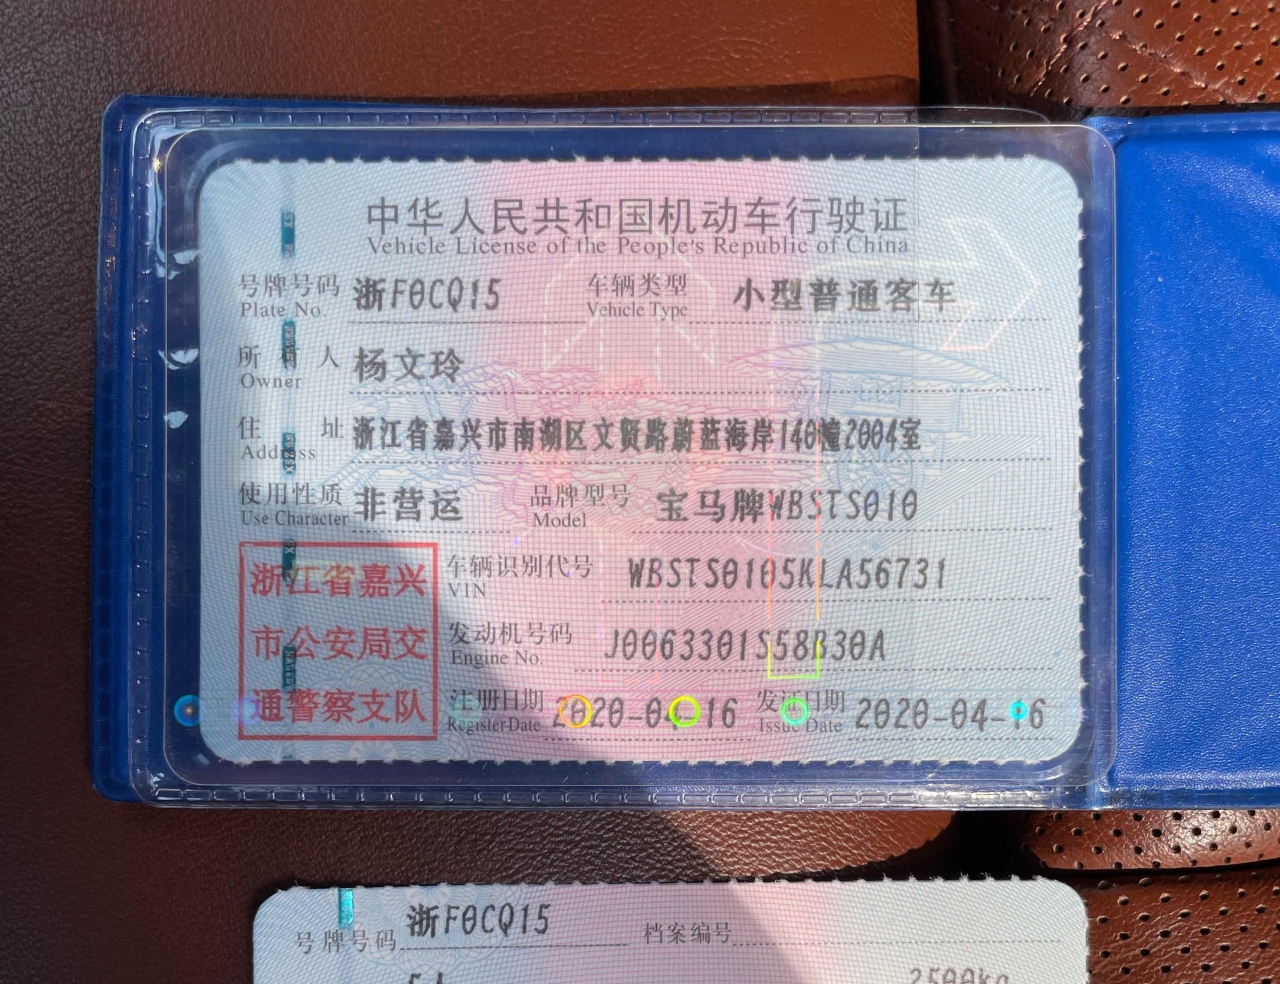 中华人民共和国机动车行驶证
Vehicle License of the People's Republic of China
号牌号码 浙F0CQ15 车辆类型 小型普通客车
Plate No. Vehicle Type
所有人 杨文玲
Owner
住址 浙江省嘉兴市南湖区文贤路蔚蓝海岸140幢2004室
Address
使用性质 非营运 品牌型号 宝马牌WBSTS010
Use Character Model
浙江省嘉兴
市公安局交
通警察支队
车辆识别代号 WBSTS0105KLA56731
VIN
发动机号码 J0063301S58B30A
Engine No.
注册日期 2020-04-16 发证日期 2020-04-16
Register Date Issue Date
号牌号码 浙F0CQ15 档案编号
5人 2500kg